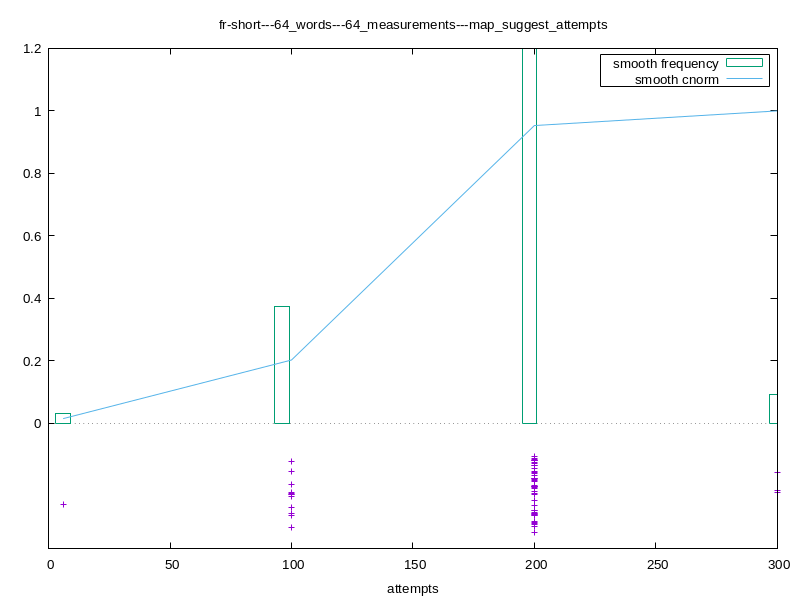 fr-short---64_words---64_measurements---map_suggest_attempts
smooth frequency
smooth cnorm
1.2
1
0.8
0.6
0.4
0.2
0
0 50 100 150 200 250 300
attempts